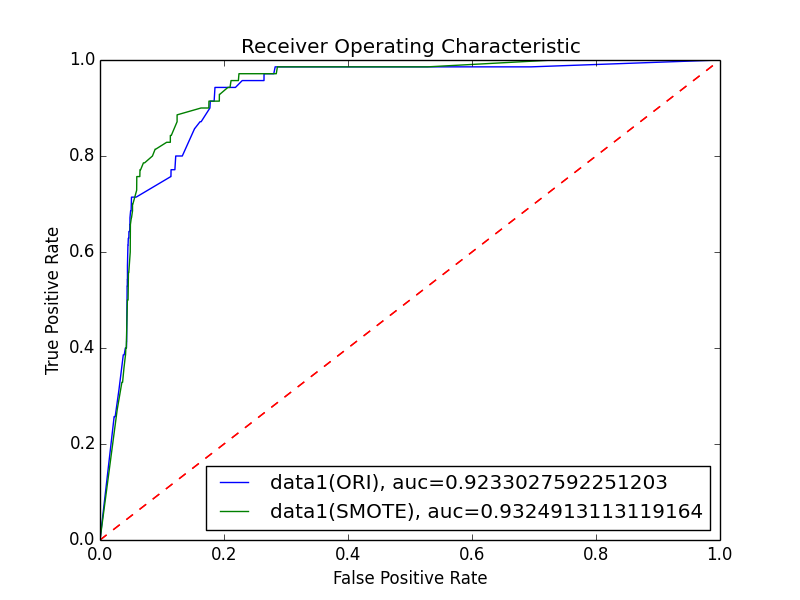 Receiver Operating Characteristic
1.0
0.8
0.6
0.4
0.2
0.0
True Positive Rate
data1(ORI), auc=0.9233027592251203
data1(SMOTE), auc=0.9324913113119164
0.0 0.2 0.4 0.6 0.8 1.0
False Positive Rate